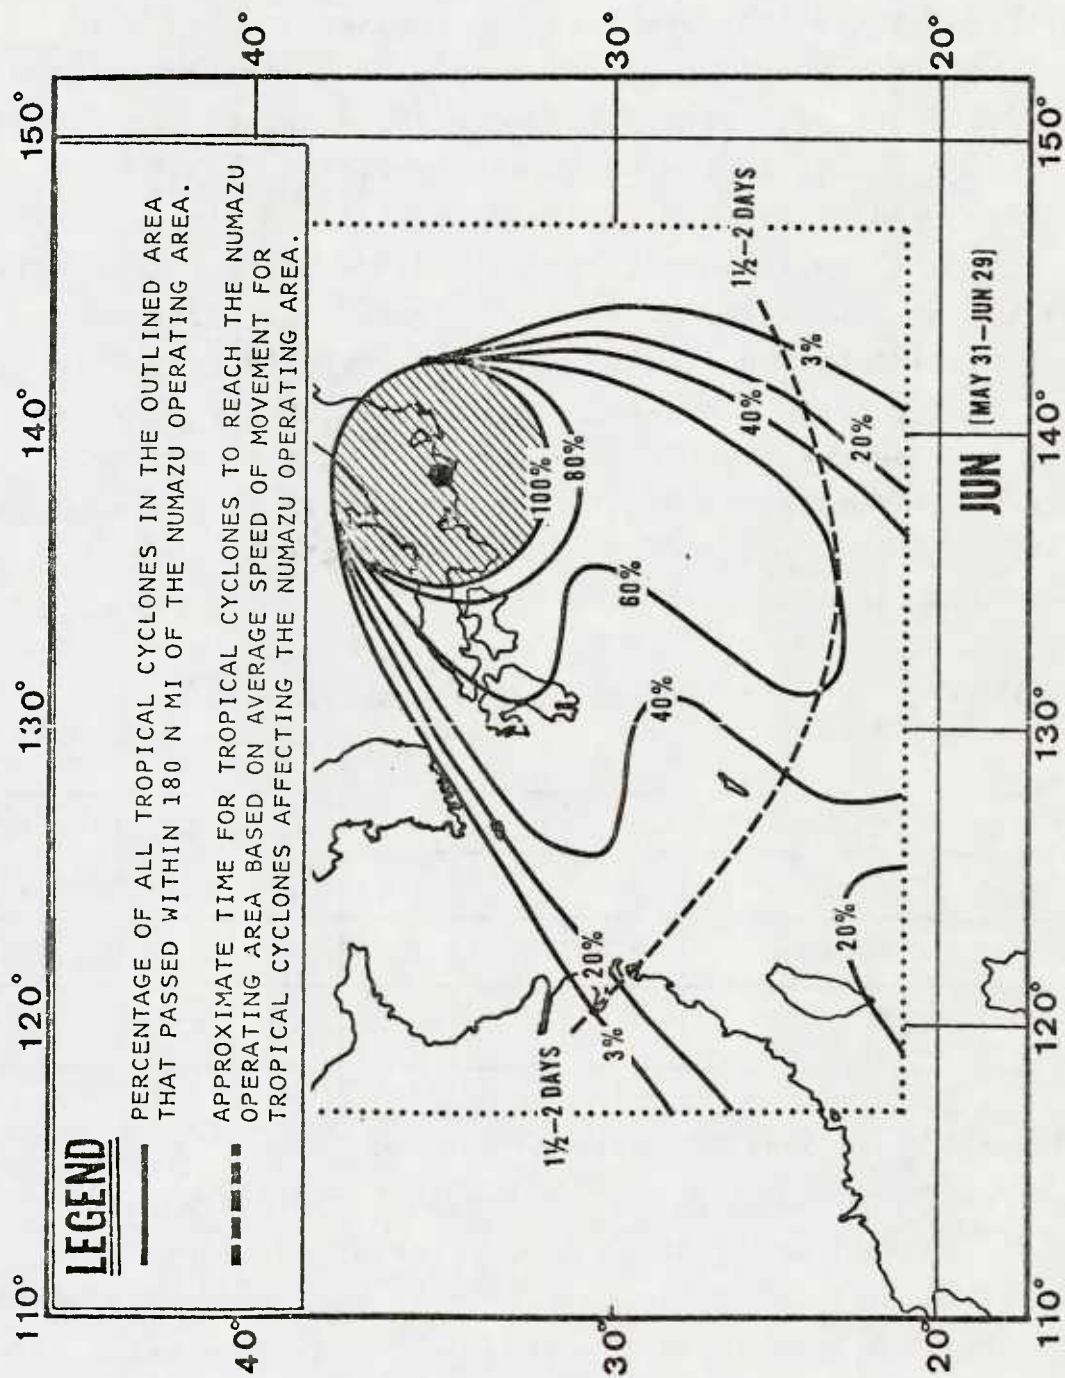 110°
120°
130°
140°
150°
LEGEND
PERCENTAGE OF ALL TROPICAL CYCLONES IN THE OUTLINED AREA
THAT PASSED WITHIN 180 N MI OF THE NUMAZU OPERATING AREA.
APPROXIMATE TIME FOR TROPICAL CYCLONES TO REACH THE NUMAZU
OPERATING AREA BASED ON AVERAGE SPEED OF MOVEMENT FOR
TROPICAL CYCLONES AFFECTING THE NUMAZU OPERATING AREA.
40°
40°
100%
80%
60%
40%
20%
3%
1½-2 DAYS
30°
30°
40%
1½-2 DAYS
20%
3%
20%
20°
20°
JUN [MAY 31-JUN 29]
110°
120°
130°
140°
150°